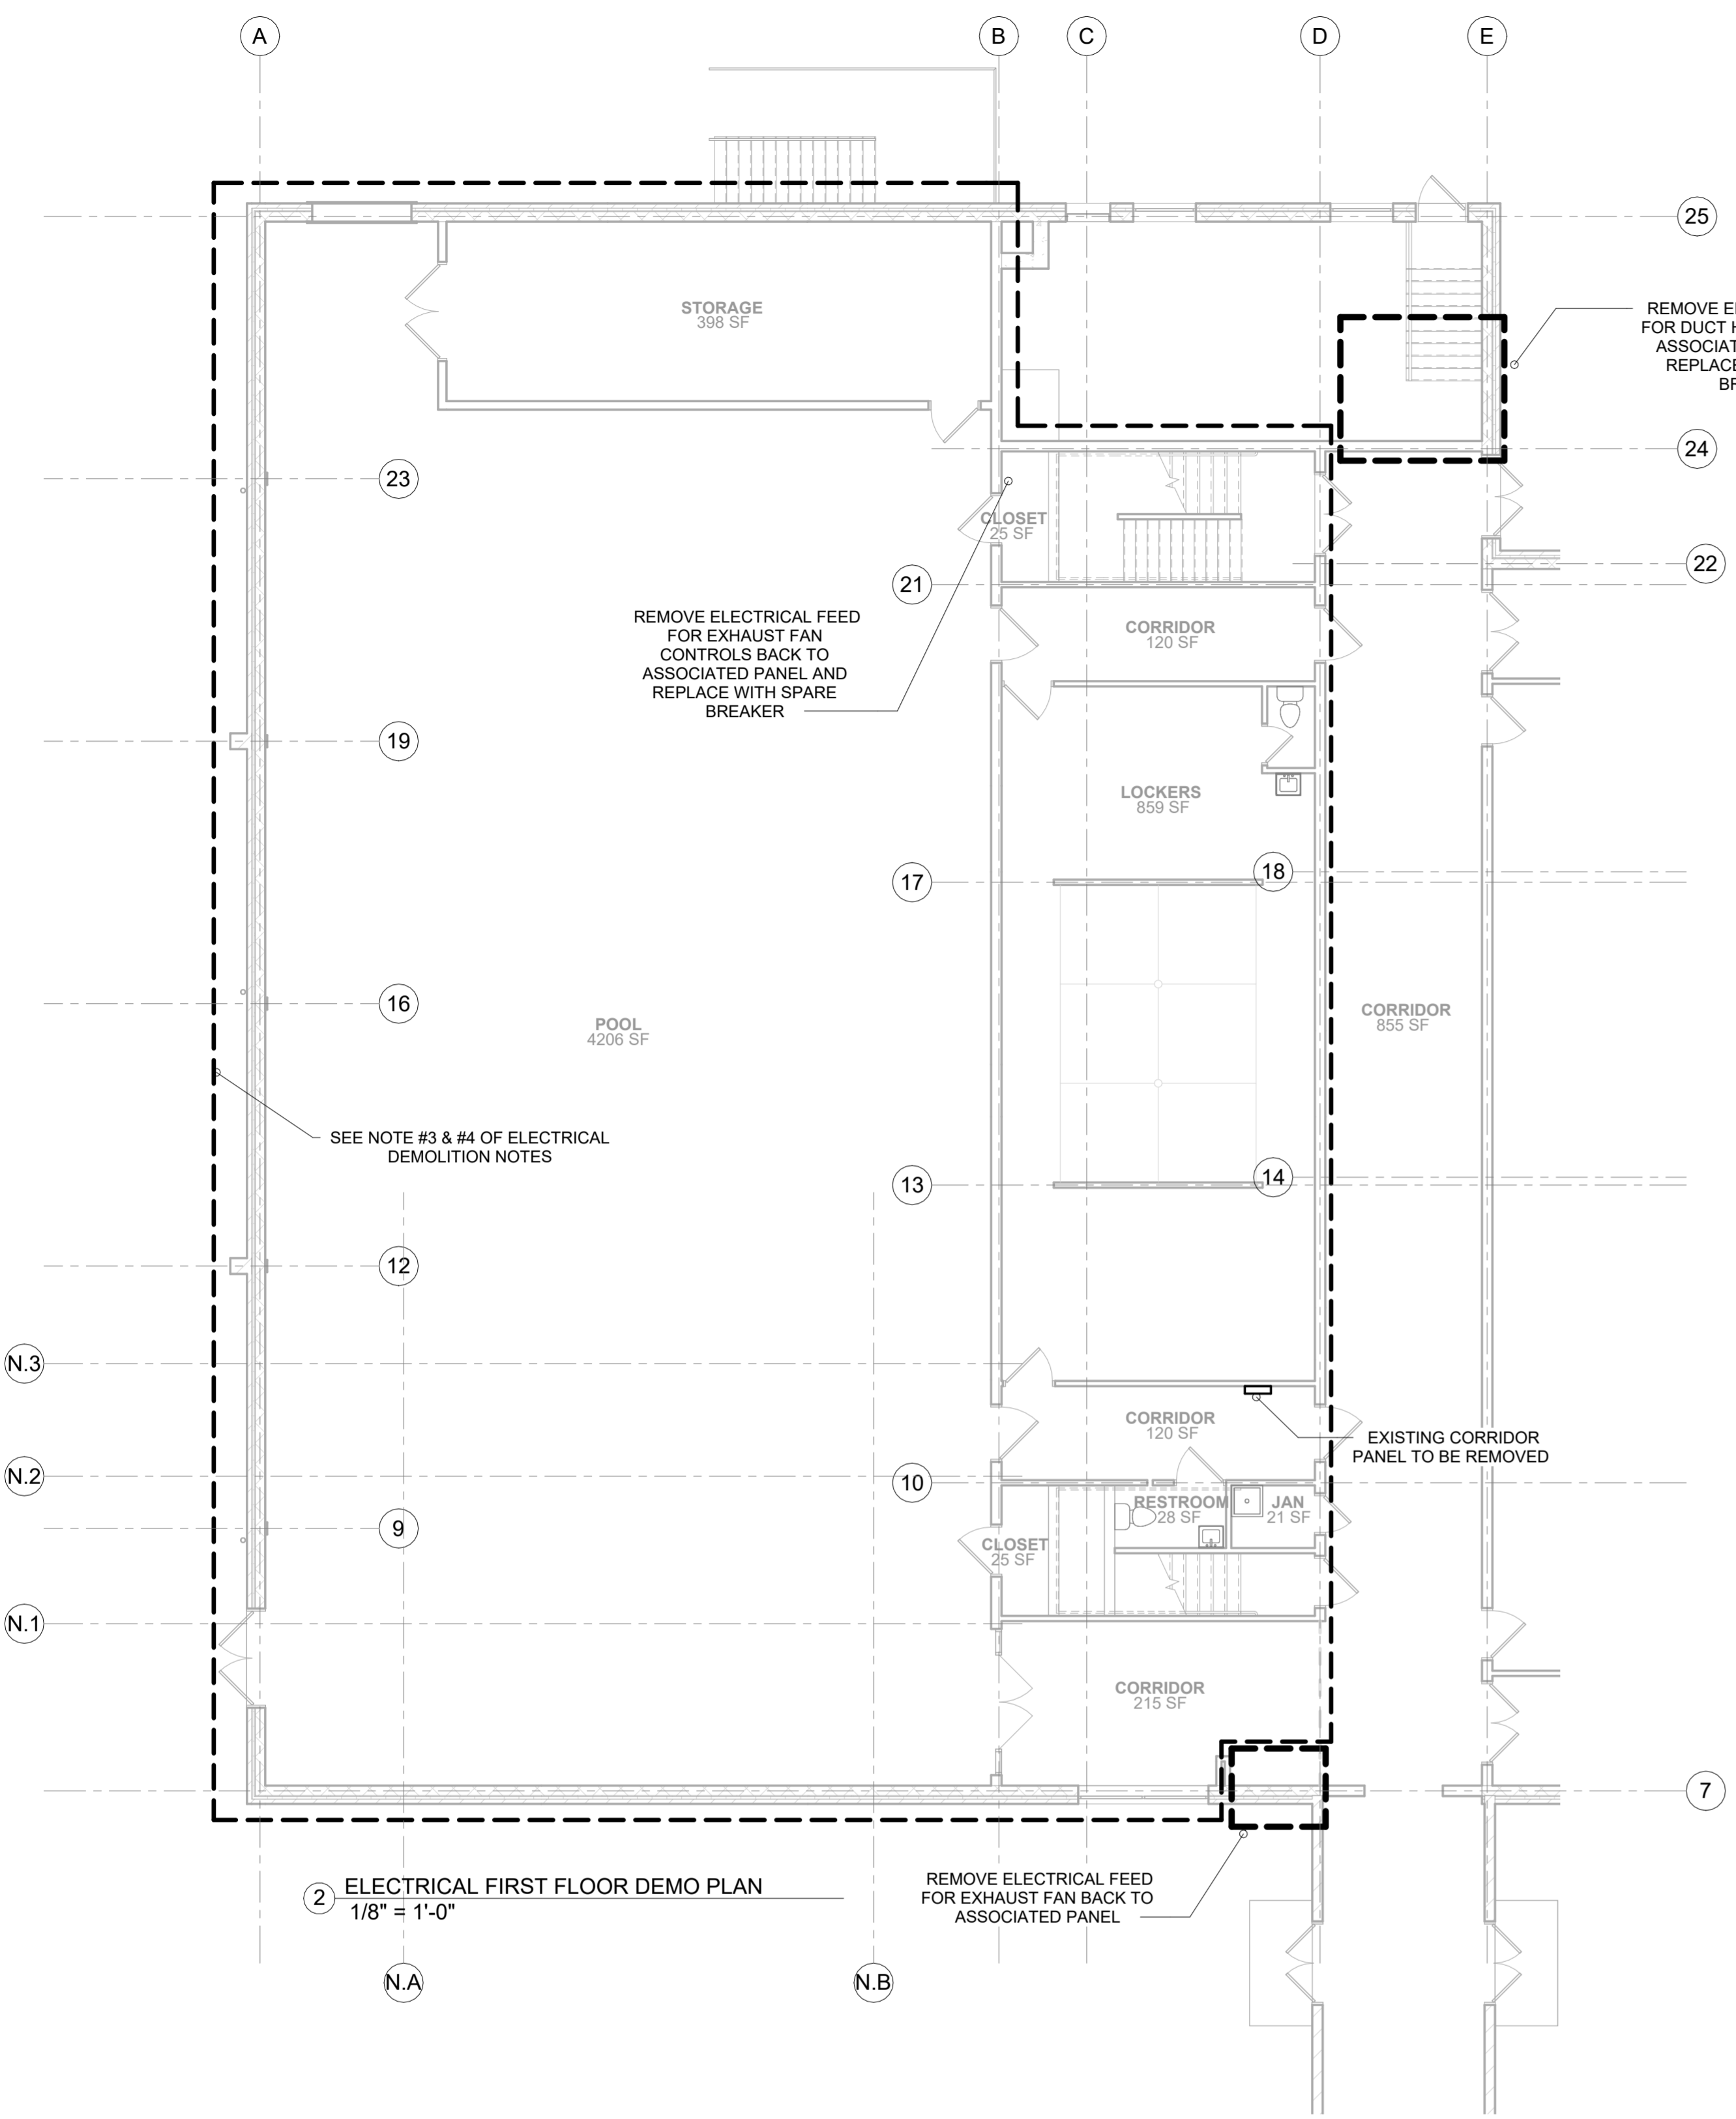 A
B
C
D
E
25
STORAGE
398 SF
REMOVE
FOR DUCT
REPLACE
24
23
CLOSET
25 SF
22
21
REMOVE ELECTRICAL FEED
FOR EXHAUST FAN
CONTROLS BACK TO
ASSOCIATED PANEL AND
REPLACE WITH SPARE
BREAKER
CORRIDOR
120 SF
19
LOCKERS
859 SF
17
18
16
POOL
4206 SF
CORRIDOR
855 SF
SEE NOTE #3 & #4 OF ELECTRICAL
DEMOLITION NOTES
13
14
12
N.3
CORRIDOR
120 SF
EXISTING CORRIDOR
PANEL TO BE REMOVED
N.2
10
RESTROOM
28 SF
JAN
21 SF
9
CLOSET
25 SF
N.1
CORRIDOR
215 SF
7
2
ELECTRICAL FIRST FLOOR DEMO PLAN
1/8" = 1'-0"
REMOVE ELECTRICAL FEED
FOR EXHAUST FAN BACK TO
ASSOCIATED PANEL
N.A
N.B